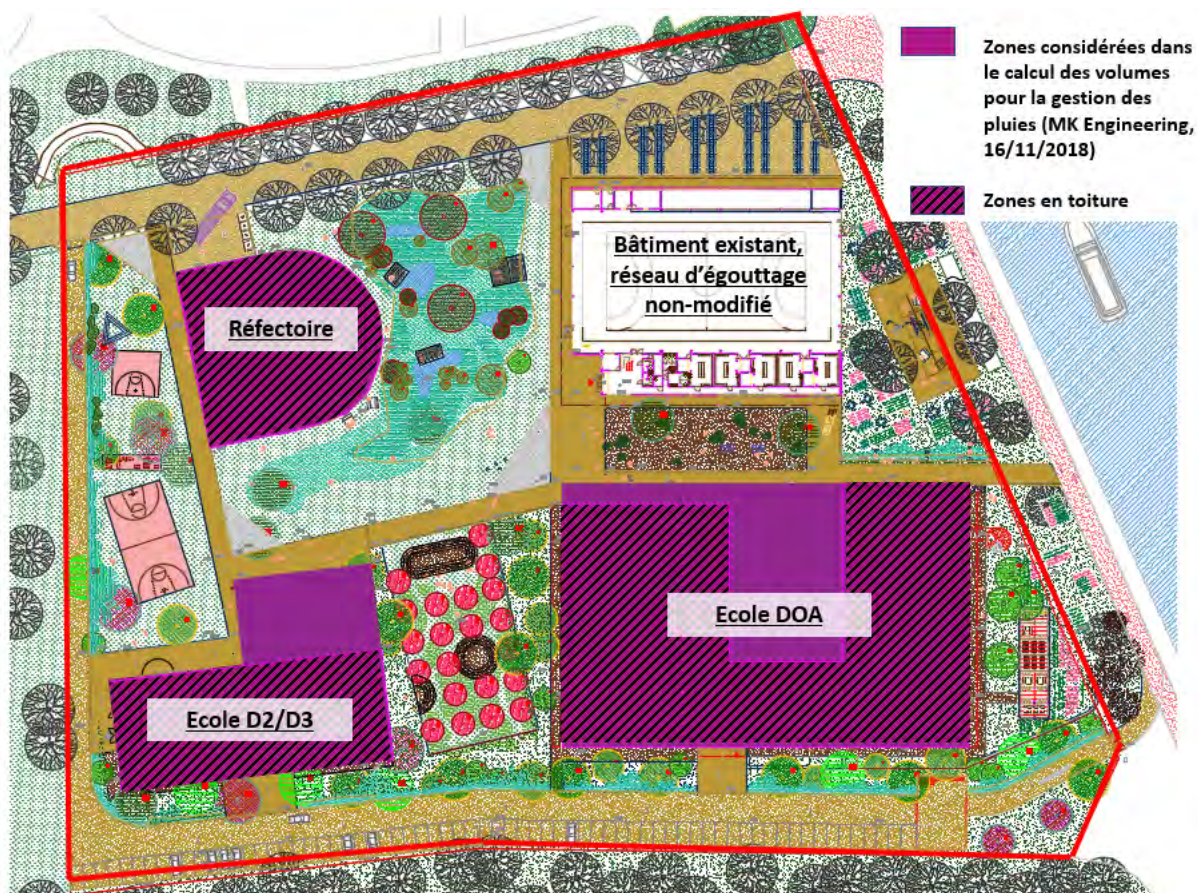 Zones considérées dans
le calcul des volumes
pour la gestion des
pluies (MK Engineering,
16/11/2018)
Zones en toiture
Bâtiment existant,
réseau d'égouttage
non-modifié
Réfectoire
Ecole DOA
Ecole D2/D3